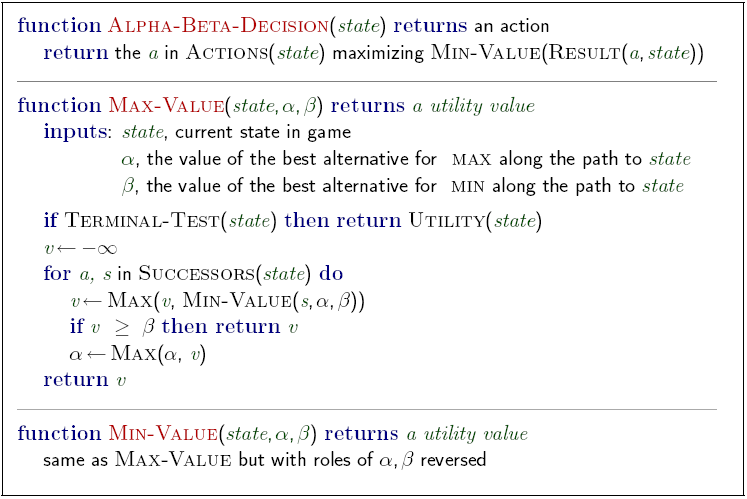 function ALPHA-BETA-DECISION(state) returns an action
return the a in ACTIONS(state) maximizing MIN-VALUE(RESULT(a, state))
function MAX-VALUE(state, α, β) returns a utility value
inputs: state, current state in game
α, the value of the best alternative for MAX along the path to state
β, the value of the best alternative for MIN along the path to state
if TERMINAL-TEST(state) then return UTILITY(state)
v ← −∞
for a, s in SUCCESSORS(state) do
v ← MAX(v, MIN-VALUE(s, α, β))
if v ≥ β then return v
α ← MAX(α, v)
return v
function MIN-VALUE(state, α, β) returns a utility value
same as MAX-VALUE but with roles of α, β reversed